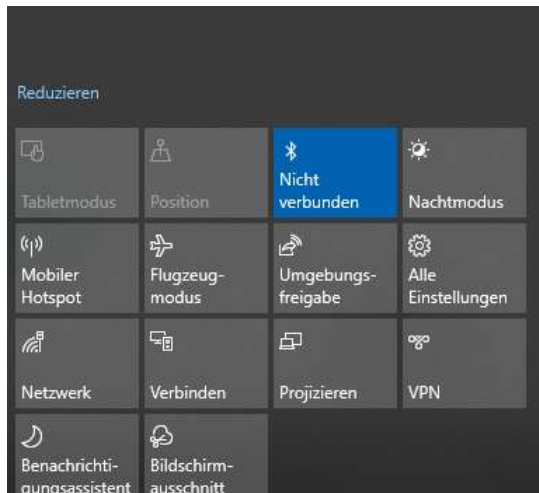 Reduzieren
Tabletmodus
Position
Nicht
verbunden
Nachtmodus
Mobiler
Hotspot
Flugzeug-
modus
Umgebungs-
freigabe
Alle
Einstellungen
Netzwerk
Verbinden
Projizieren
VPN
Benachrichti-
gungsassistent
Bildschirm-
ausschnitt